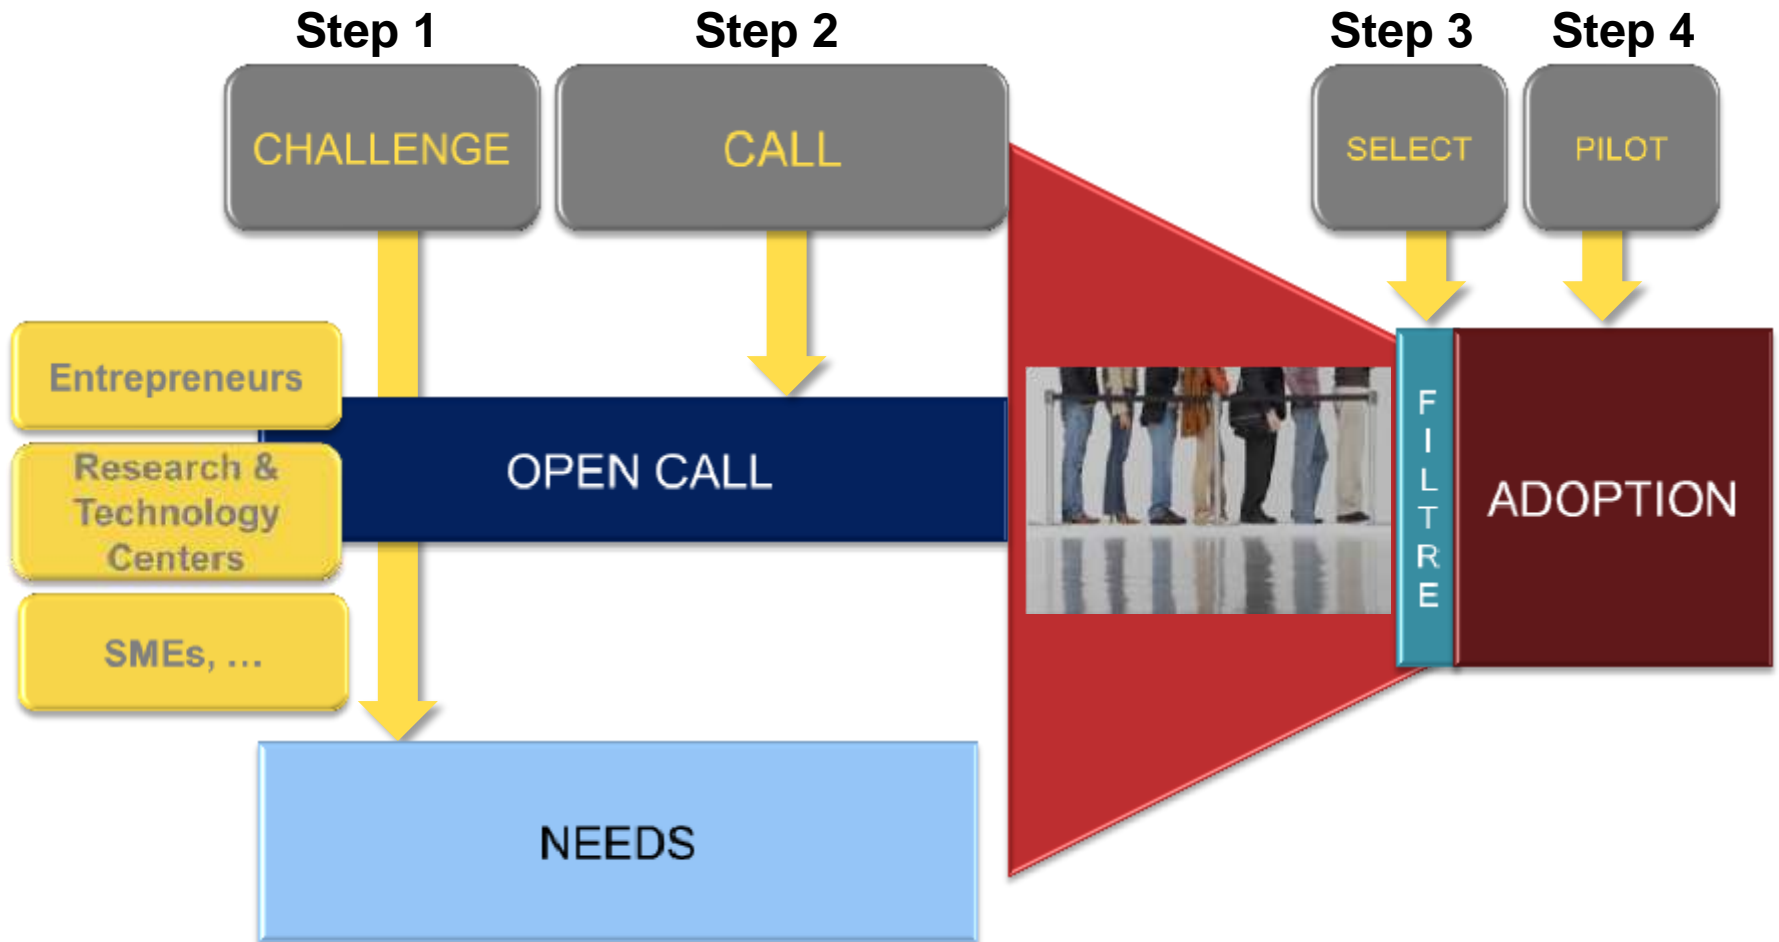 Step 1
Step 2
Step 3
Step 4
CHALLENGE
CALL
SELECT
PILOT
Entrepreneurs
Research &
Technology
Centers
SMEs, ...
OPEN CALL
NEEDS
F
I
L
T
R
E
ADOPTION